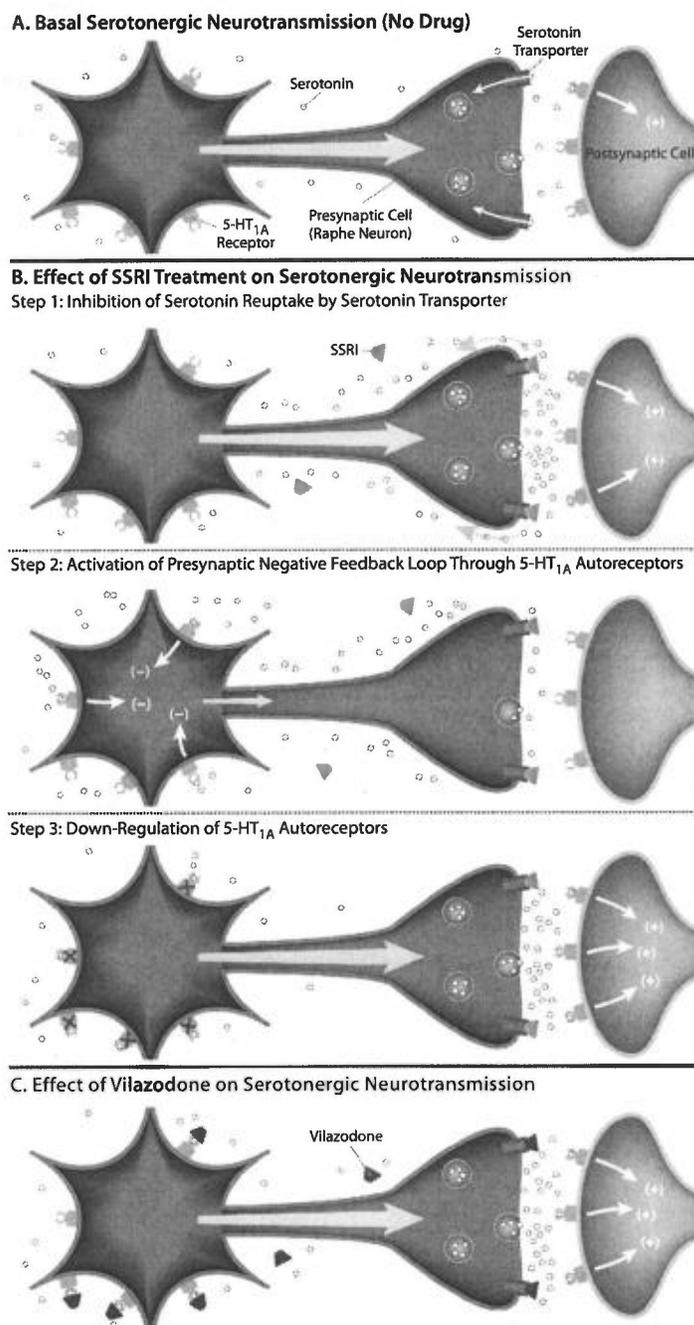 A. Basal Serotonergic Neurotransmission (No Drug)
Serotonin
Transporter
Serotonin
(+)
Postsynaptic Cell
5-HT1A
Receptor
Presynaptic Cell
(Raphe Neuron)
B. Effect of SSRI Treatment on Serotonergic Neurotransmission
Step 1: Inhibition of Serotonin Reuptake by Serotonin Transporter
SSRI
(+)
(+)
Step 2: Activation of Presynaptic Negative Feedback Loop Through 5-HT1A Autoreceptors
(−)
(−)
(−)
Step 3: Down-Regulation of 5-HT1A Autoreceptors
(+)
(+)
(+)
C. Effect of Vilazodone on Serotonergic Neurotransmission
Vilazodone
(+)
(+)
(+)